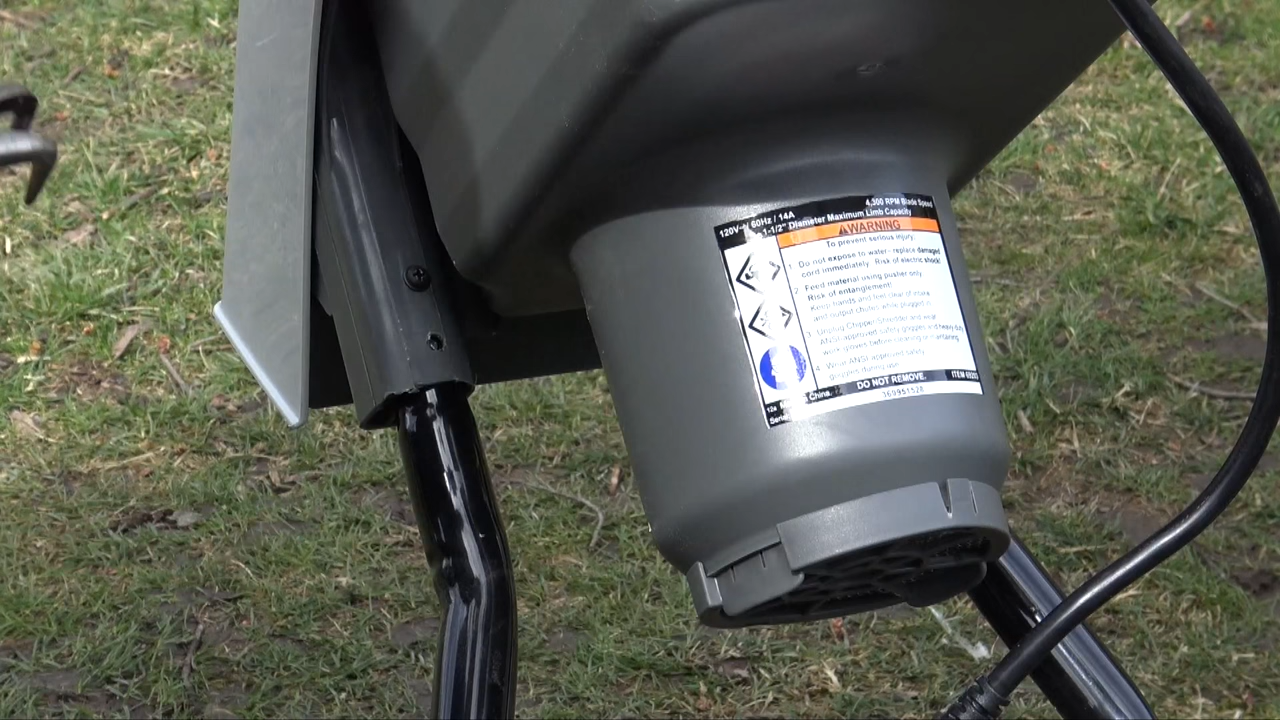 120V~ 60Hz / 14A
4,300 RPM Blade Speed
1-1/2" Diameter Maximum Limb Capacity
WARNING
To prevent serious injury.
1. Do not expose to water - replace damaged
cord immediately. Risk of electric shock!
2. Feed material using pusher only.
Risk of entanglement!
Keep hands and feet clear of intake
and output chutes while plugged in.
3. Unplug Chipper/Shredder and wear
ANSI-approved safety goggles and heavy-duty
work gloves before cleaning or maintaining.
4. Wear ANSI-approved safety
goggles during use.
DO NOT REMOVE.
ITEM
12a
China.
369951528